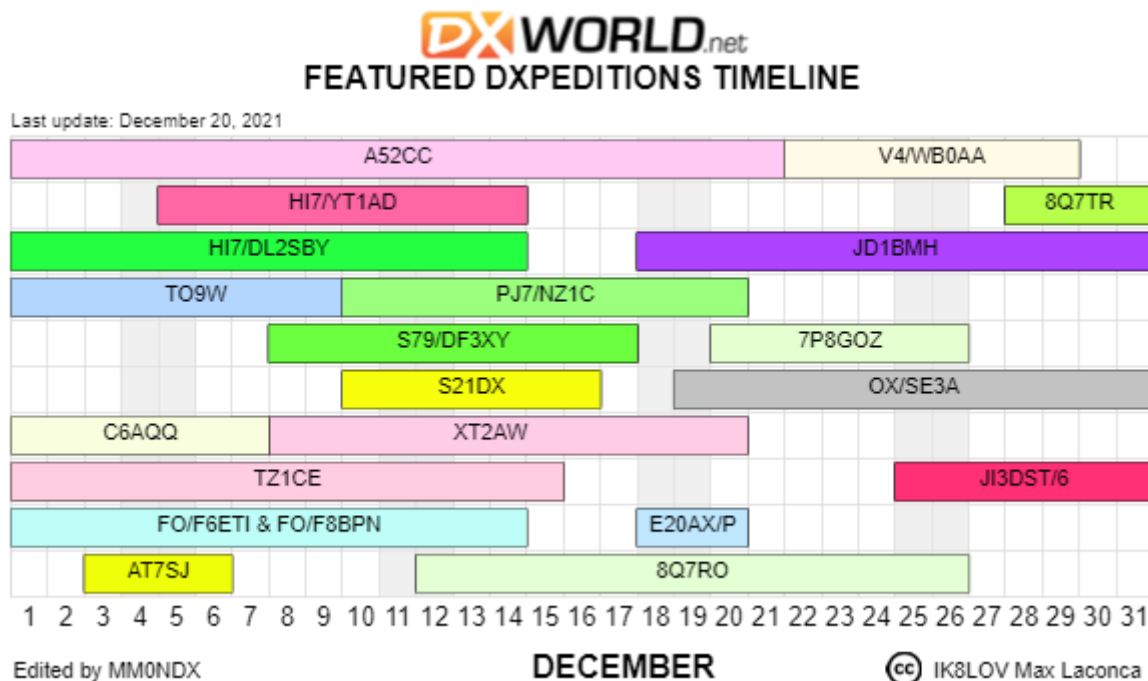 DX WORLD.net
FEATURED DXPEDITIONS TIMELINE
Last update: December 20, 2021
A52CC V4/WB0AA
HI7/YT1AD 8Q7TR
HI7/DL2SBY JD1BMH
TO9W PJ7/NZ1C
S79/DF3XY 7P8GOZ
S21DX OX/SE3A
C6AQQ XT2AW
TZ1CE JI3DST/6
FO/F6ETI & FO/F8BPN E20AX/P
AT7SJ 8Q7RO
1 2 3 4 5 6 7 8 9 10 11 12 13 14 15 16 17 18 19 20 21 22 23 24 25 26 27 28 29 30 31
Edited by MM0NDX DECEMBER cc IK8LOV Max Laconca